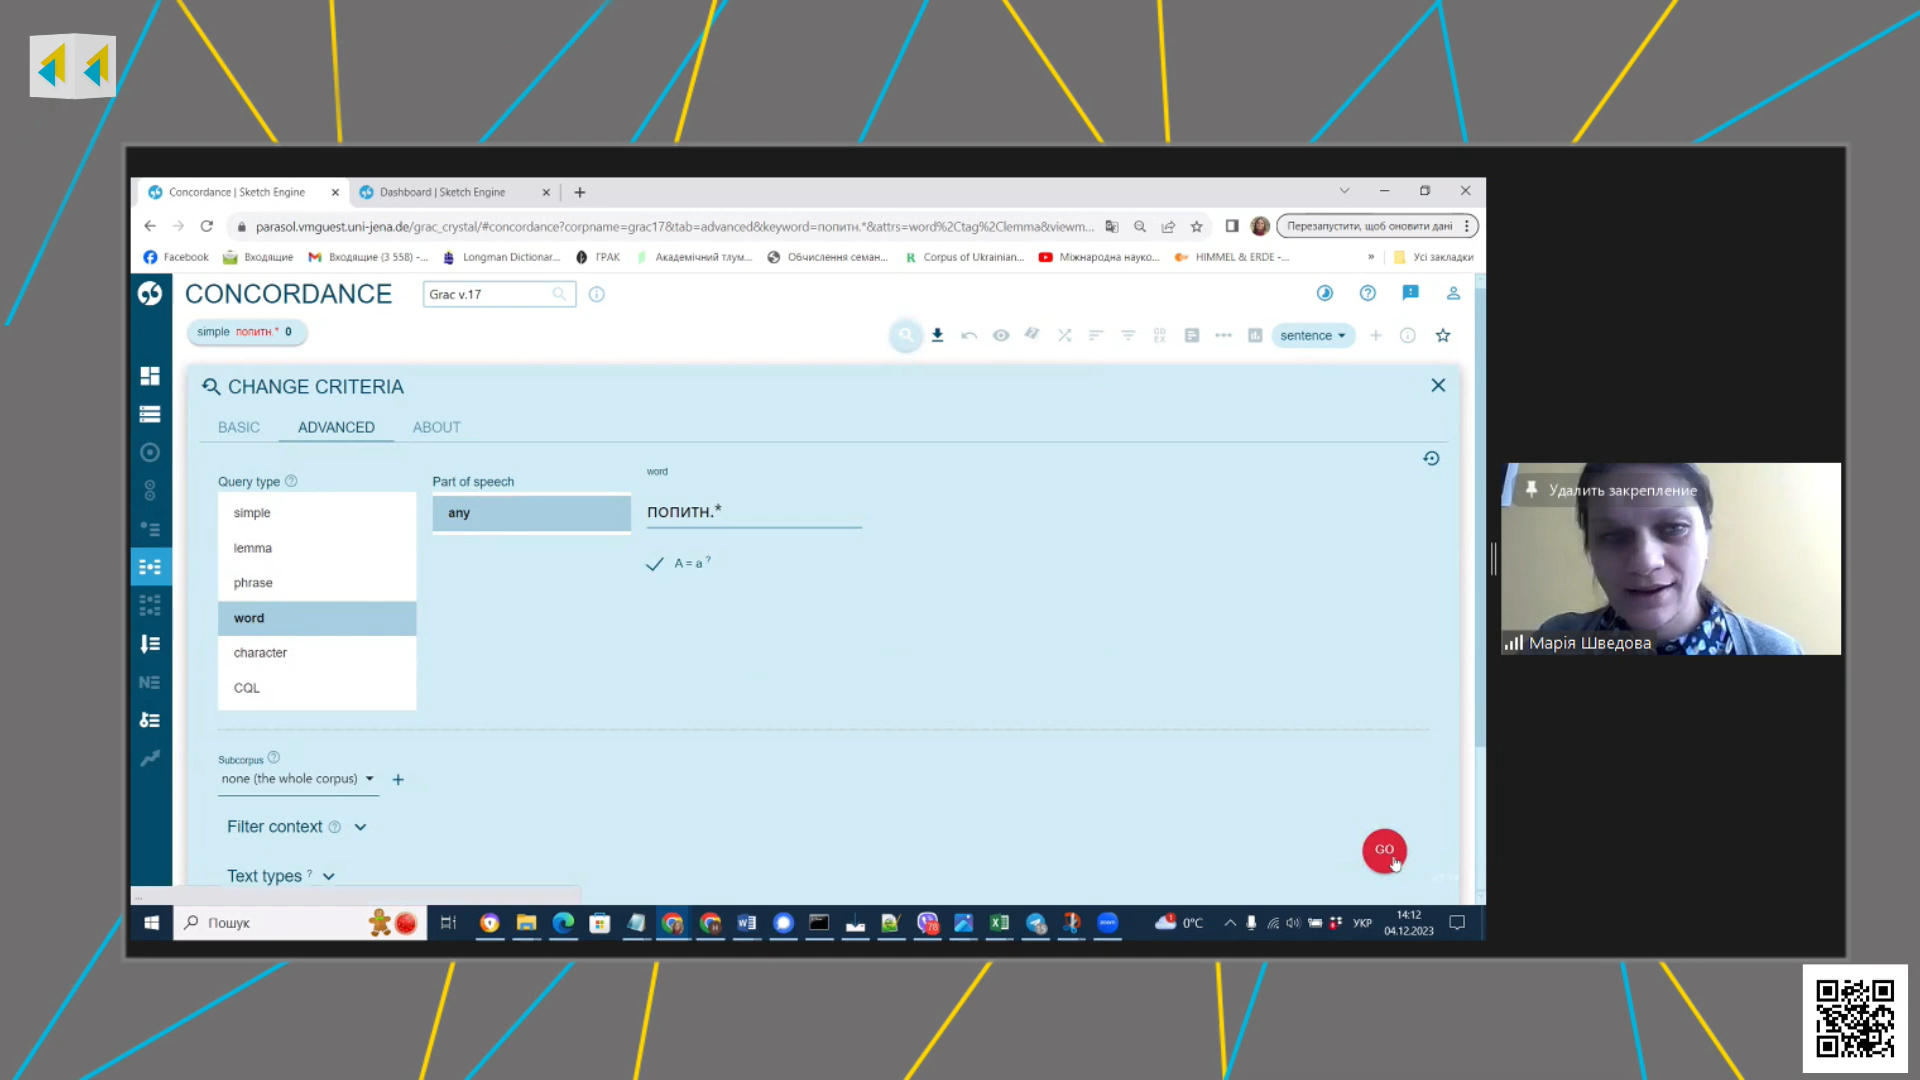 Concordance | Sketch Engine
Dashboard | Sketch Engine
parasol.vmguest.uni-jena.de/grac_crystal/#concordance?corpname=grac17&tab=advanced&keyword=попитн.*&attrs=word%2Ctag%2Clemma&viewm...
Перезапустити, щоб оновити дані
Facebook
Входящие
Входящие (3 558) -...
Longman Dictionar...
ГРАК
Академічний тлум...
Обчислення семан...
Corpus of Ukrainian...
Міжнародна науко...
HIMMEL & ERDE -...
»
Усі закладки
CONCORDANCE
Grac v.17
simple попитн.* 0
sentence
CHANGE CRITERIA
BASIC
ADVANCED
ABOUT
Query type
Part of speech
word
simple
any
попитн.*
lemma
A = a ?
phrase
word
character
CQL
Subcorpus
none (the whole corpus)
Filter context
GO
Text types ?
Удалить закрепление
Марія Шведова
Пошук
0°C
УКР
14:12
04.12.2023